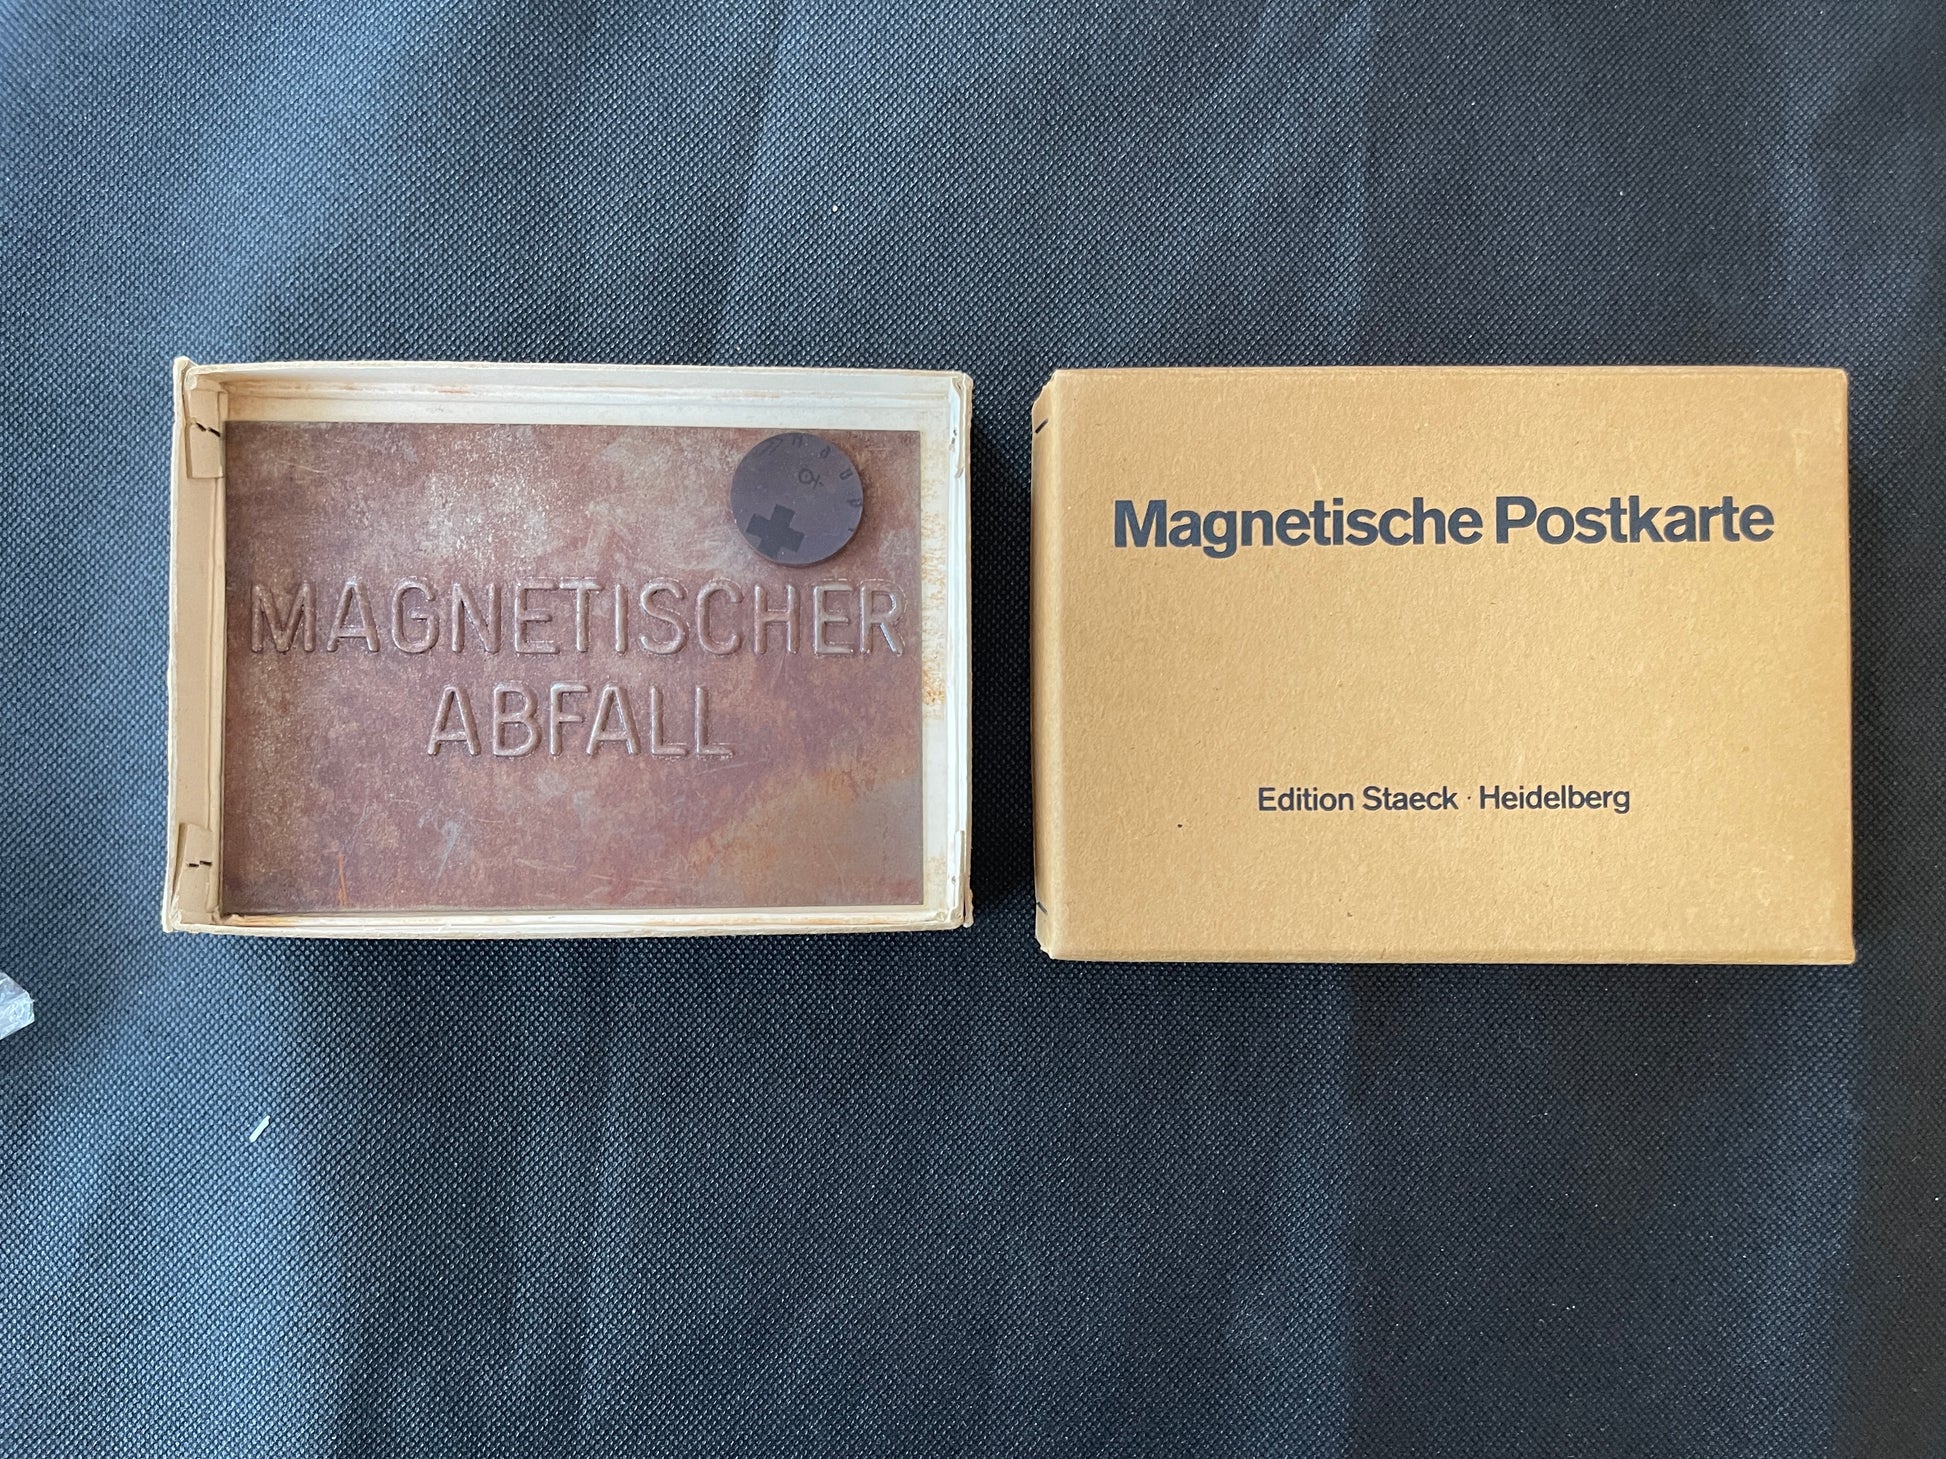 MAGNETISCHER
ABFALL
Magnetische Postkarte
Edition Staeck · Heidelberg